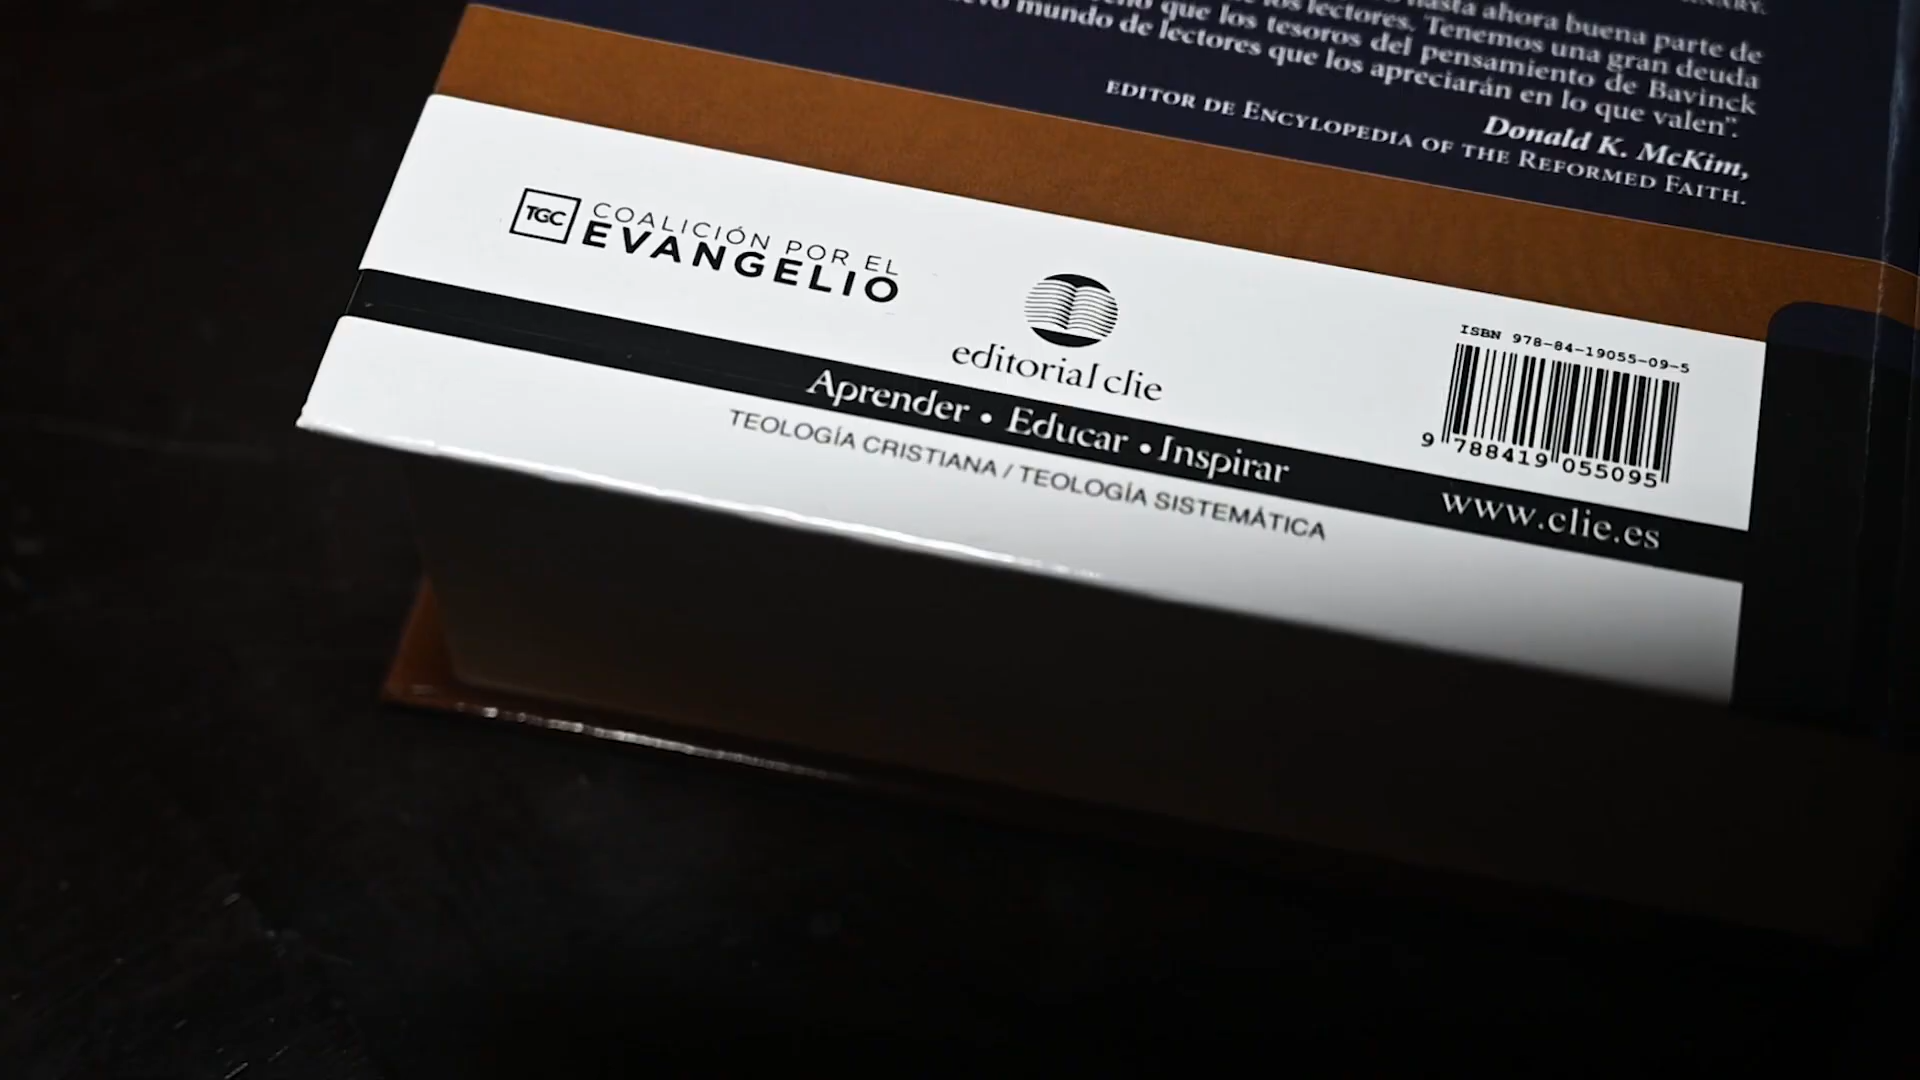 hasta ahora buena parte de
los lectores. Tenemos una gran deuda
que los tesoros del pensamiento de Bavinck
mundo de lectores que los apreciarán en lo que valen".
Donald K. McKim,
EDITOR DE ENCYLOPEDIA OF THE REFORMED FAITH.
TGC COALICIÓN POR EL
EVANGELIO
editorial clie
ISBN 978-84-19055-09-5
9 788419 055095
Aprender • Educar • Inspirar
www.clie.es
TEOLOGÍA CRISTIANA / TEOLOGÍA SISTEMÁTICA